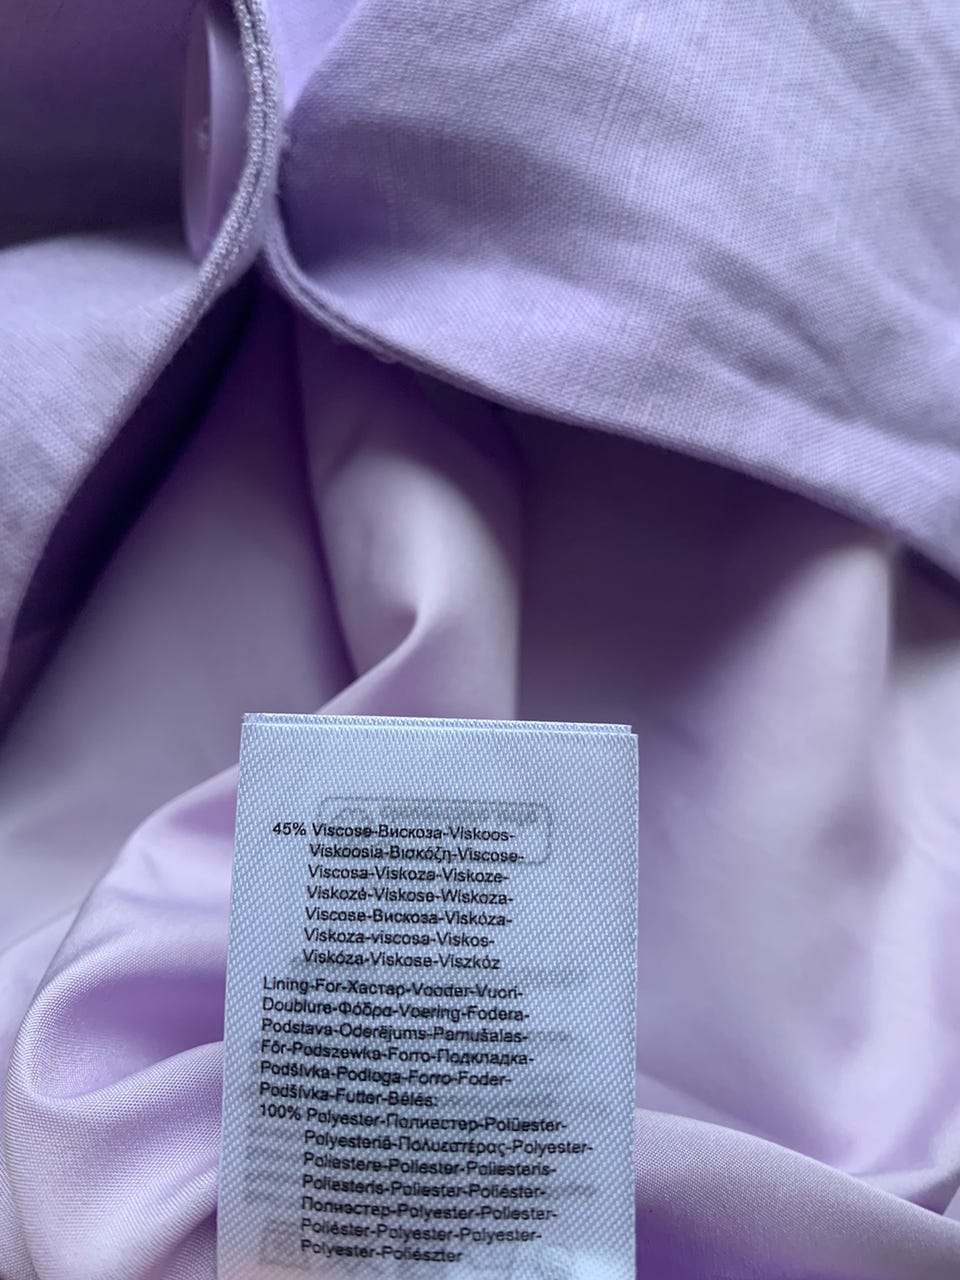 45% Viscose-Вискоза-Viskoos-
Viskoosia-Βισκόζη-Viscose-
Viscosa-Viskoza-Viskoze-
Viskozė-Viskose-Wiskoza-
Viscose-Вискоза-Viskóza-
Viskoza-viscosa-Viskos-
Viskóza-Viskose-Viszkóz
Lining-For-Хастар-Vooder-Vuori-
Doublure-Φόδρα-Voering-Fodera-
Podstava-Oderējums-Pamušalas-
Fôr-Podszewka-Forro-Подкладка-
Podšívka-Podloga-Forro-Foder-
Podšívka-Futter-Bélés:
100% Polyester-Полиестер-Polüester-
Polyesteriä-Πολυεστέρας-Polyester-
Poliestere-Poliester-Poliesteris-
Poliesteris-Poliestar-Poliéster-
Полиэстер-Polyester-Poliester-
Poliéster-Polyester-Polyester-
Polyester-Poliészter